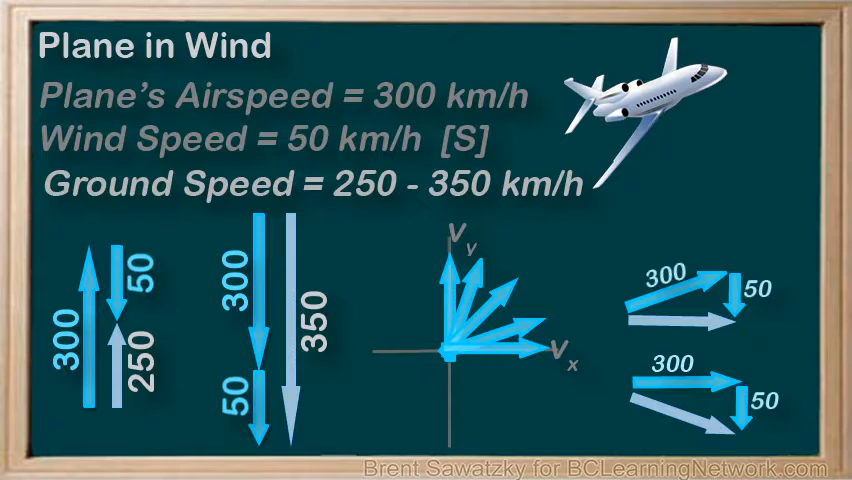 Plane in Wind
Plane's Airspeed = 300 km/h
Wind Speed = 50 km/h [S]
Ground Speed = 250 - 350 km/h
300
50
250
300
50
350
Vy
Vx
300
50
300
50
Brent Sawatzky for BCLearningNetwork.com